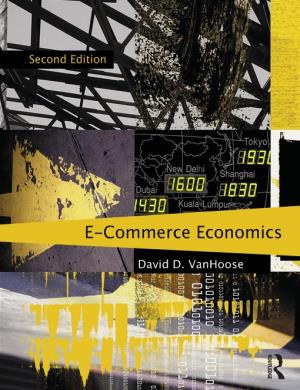 Second Edition
Tokyo
1930
New Delhi
Shanghai
1600
1830
Dubai
1430
Kuala Lumpur
E-Commerce Economics
David D. VanHoose